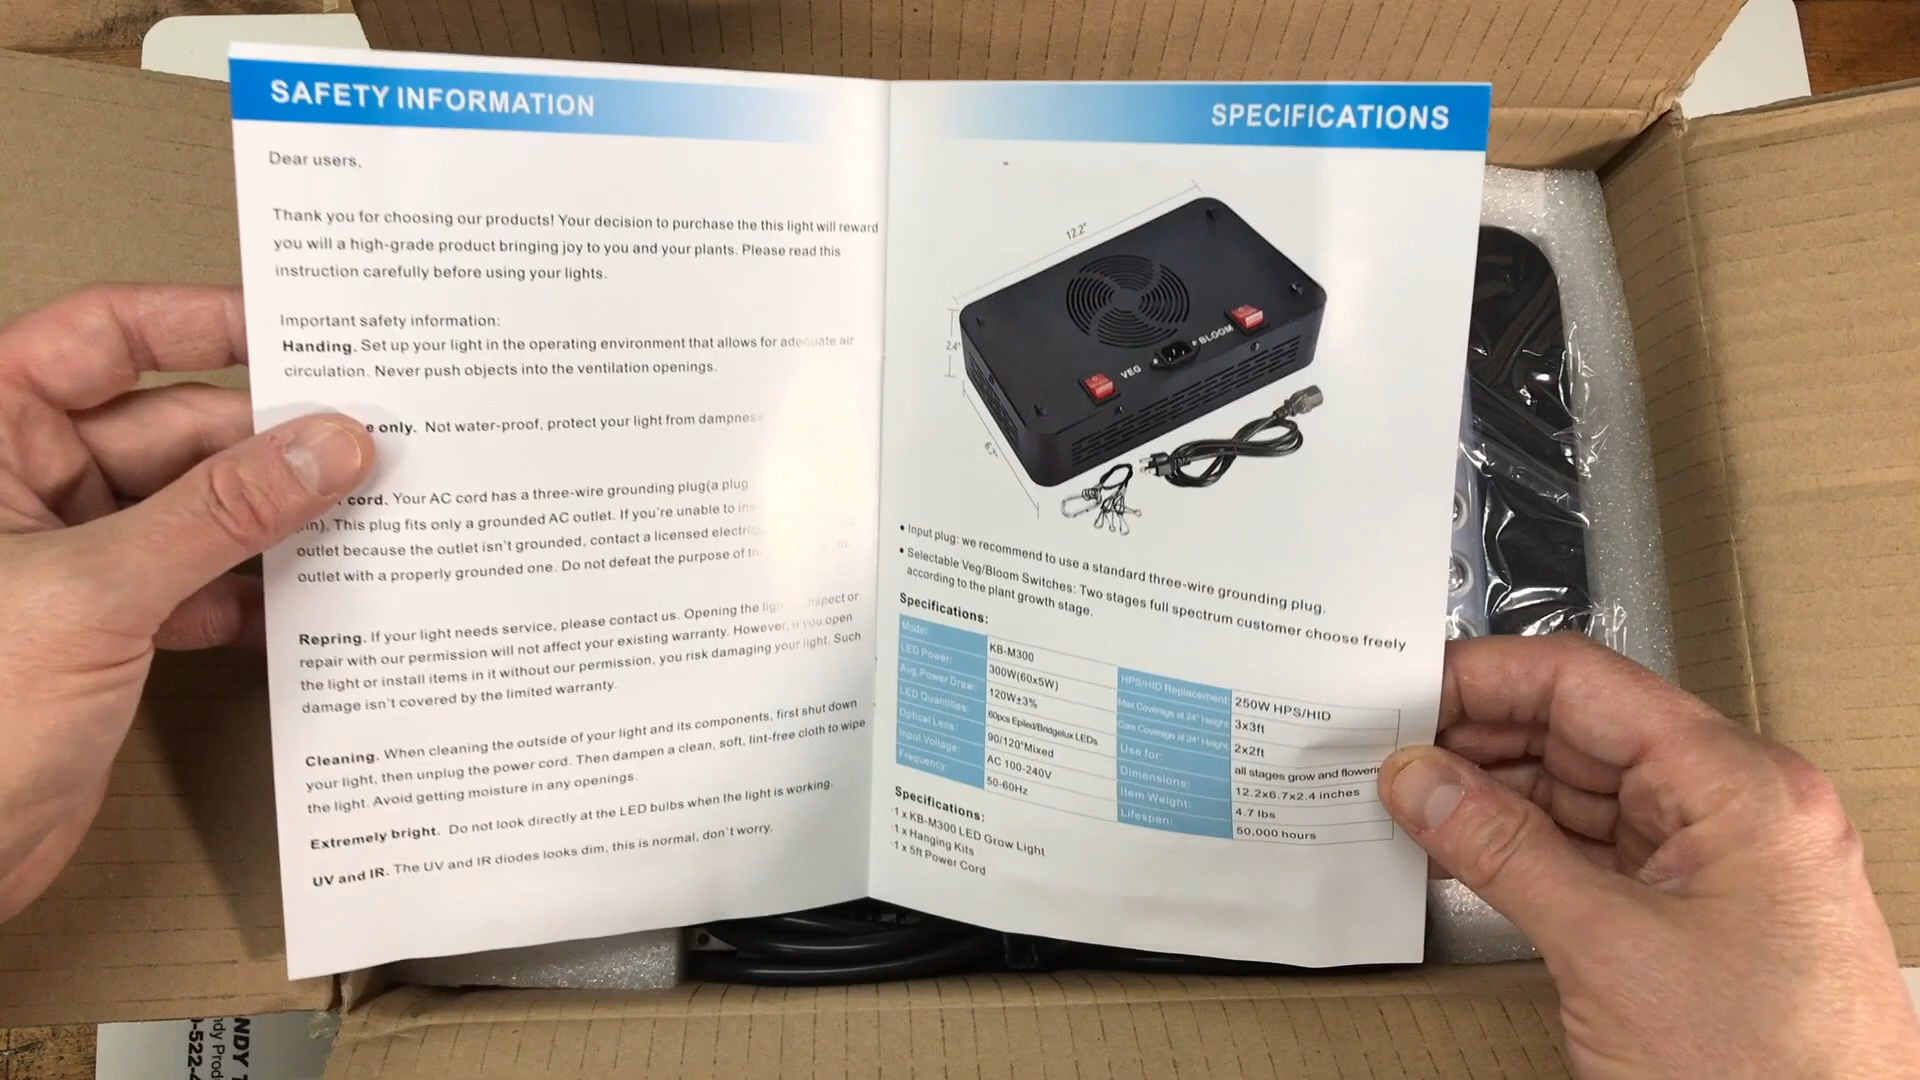 SAFETY INFORMATION
Dear users,
Thank you for choosing our products! Your decision to purchase the this light will reward
you will a high-grade product bringing joy to you and your plants. Please read this
instruction carefully before using your lights.
Important safety information:
Handing. Set up your light in the operating environment that allows for adequate air
circulation. Never push objects into the ventilation openings.
e only. Not water-proof, protect your light from dampness
cord. Your AC cord has a three-wire grounding plug(a plug
in). This plug fits only a grounded AC outlet. If you're unable to in
outlet because the outlet isn't grounded, contact a licensed electric
outlet with a properly grounded one. Do not defeat the purpose of
Repring. If your light needs service, please contact us. Opening the light inspect or
repair with our permission will not affect your existing warranty. However, if you open
the light or install items in it without our permission, you risk damaging your light. Such
damage isn't covered by the limited warranty.
Cleaning. When cleaning the outside of your light and its components, first shut down
your light, then unplug the power cord. Then dampen a clean, soft, lint-free cloth to wipe
the light. Avoid getting moisture in any openings.
Extremely bright. Do not look directly at the LED bulbs when the light is working.
UV and IR. The UV and IR diodes looks dim, this is normal, don't worry.
SPECIFICATIONS
12.2"
2.4"
6.7"
VEG
BLOOM
• Input plug: we recommend to use a standard three-wire grounding plug.
• Selectable Veg/Bloom Switches: Two stages full spectrum customer choose freely
according to the plant growth stage.
Specifications:
Model: KB-M300
LED Power: 300W(60x5W)
Avg Power Draw: 120W±3%
LED Quantities: 60pcs Epiled/Bridgelux LEDs
Optical Lens: 90/120°Mixed
Input Voltage: AC 100-240V
Frequency 50-60Hz
HPS/HID Replacement: 250W HPS/HID
Max Coverage at 24" Height: 3x3ft
Core Coverage at 24" Height: 2x2ft
Use for: all stages grow and flowerin
Dimensions: 12.2x6.7x2.4 inches
Item Weight: 4.7 lbs
Lifespan: 50,000 hours
Specifications:
·1 x KB-M300 LED Grow Light
·1 x Hanging Kits
·1 x 5ft Power Cord
NDY
ndy Prod
-522-